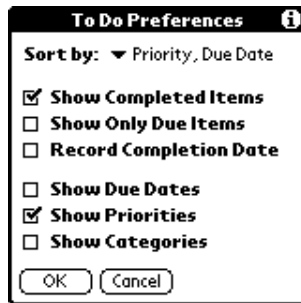 To Do Preferences i
Sort by: Priority, Due Date
Show Completed Items
Show Only Due Items
Record Completion Date
Show Due Dates
Show Priorities
Show Categories
OK Cancel